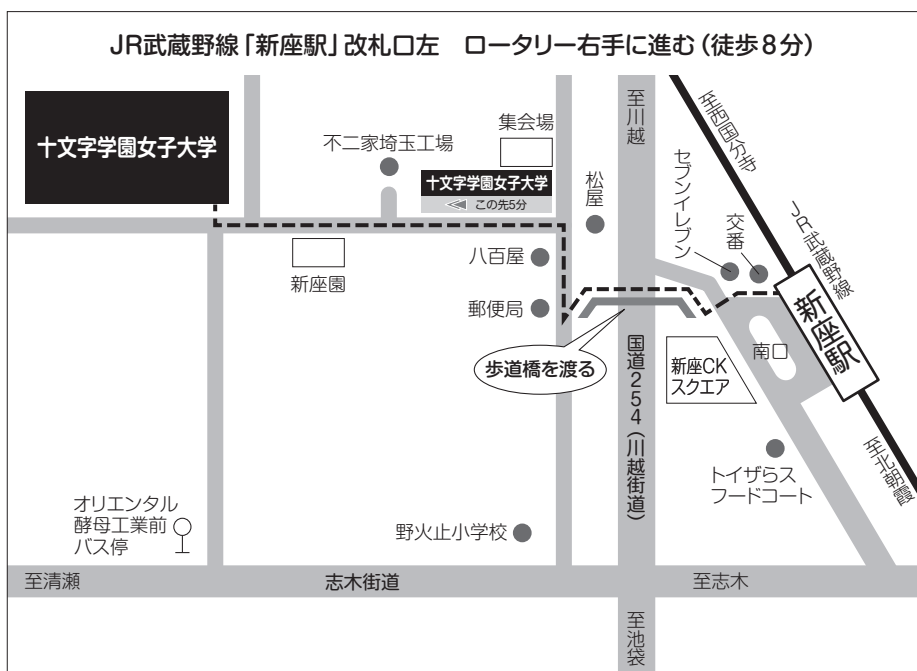 JR武蔵野線「新座駅」改札口左　ロータリー右手に進む（徒歩８分）
十文字学園女子大学
不二家埼玉工場
集会場
十文字学園女子大学
この先5分
松屋
至川越
セブンイレブン
交番
至西国分寺
JR武蔵野線
新座駅
新座園
八百屋
郵便局
歩道橋を渡る
国道２５４（川越街道）
新座CK
スクエア
南口
至北朝霞
トイザらス
フードコート
オリエンタル
酵母工業前
バス停
野火止小学校
至清瀬
志木街道
至志木
至池袋